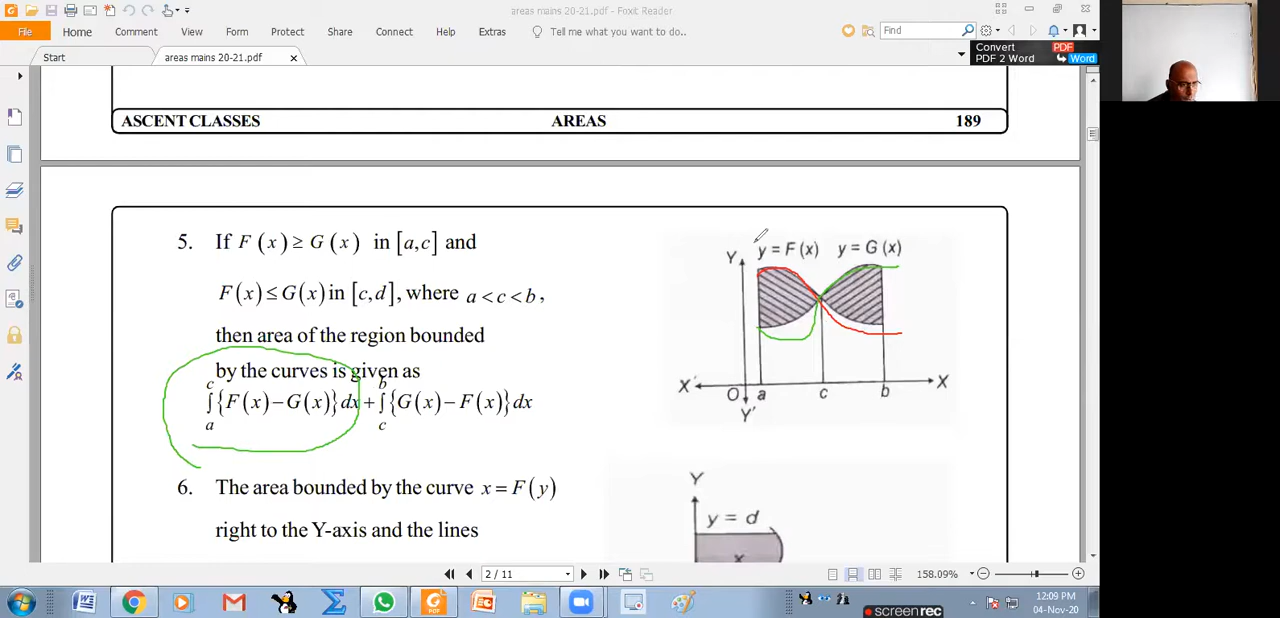 areas mains 20-21.pdf - Foxit Reader
File Home Comment View Form Protect Share Connect Help Extras Tell me what you want to do.. Find
Start areas mains 20-21.pdf
Convert PDF
PDF 2 Word Word
ASCENT CLASSES AREAS 189
5. If F(x) ≥ G(x) in [a,c] and
F(x) ≤ G(x) in [c,d], where a < c < b,
then area of the region bounded
by the curves is given as
∫_a^c {F(x) − G(x)} dx + ∫_c^b {G(x) − F(x)} dx
Y y = F(x) y = G(x)
X' O a c b X
Y'
6. The area bounded by the curve x = F(y)
right to the Y-axis and the lines
Y
y = d
x
2 / 11 158.09%
12:09 PM
screenrec 04-Nov-20